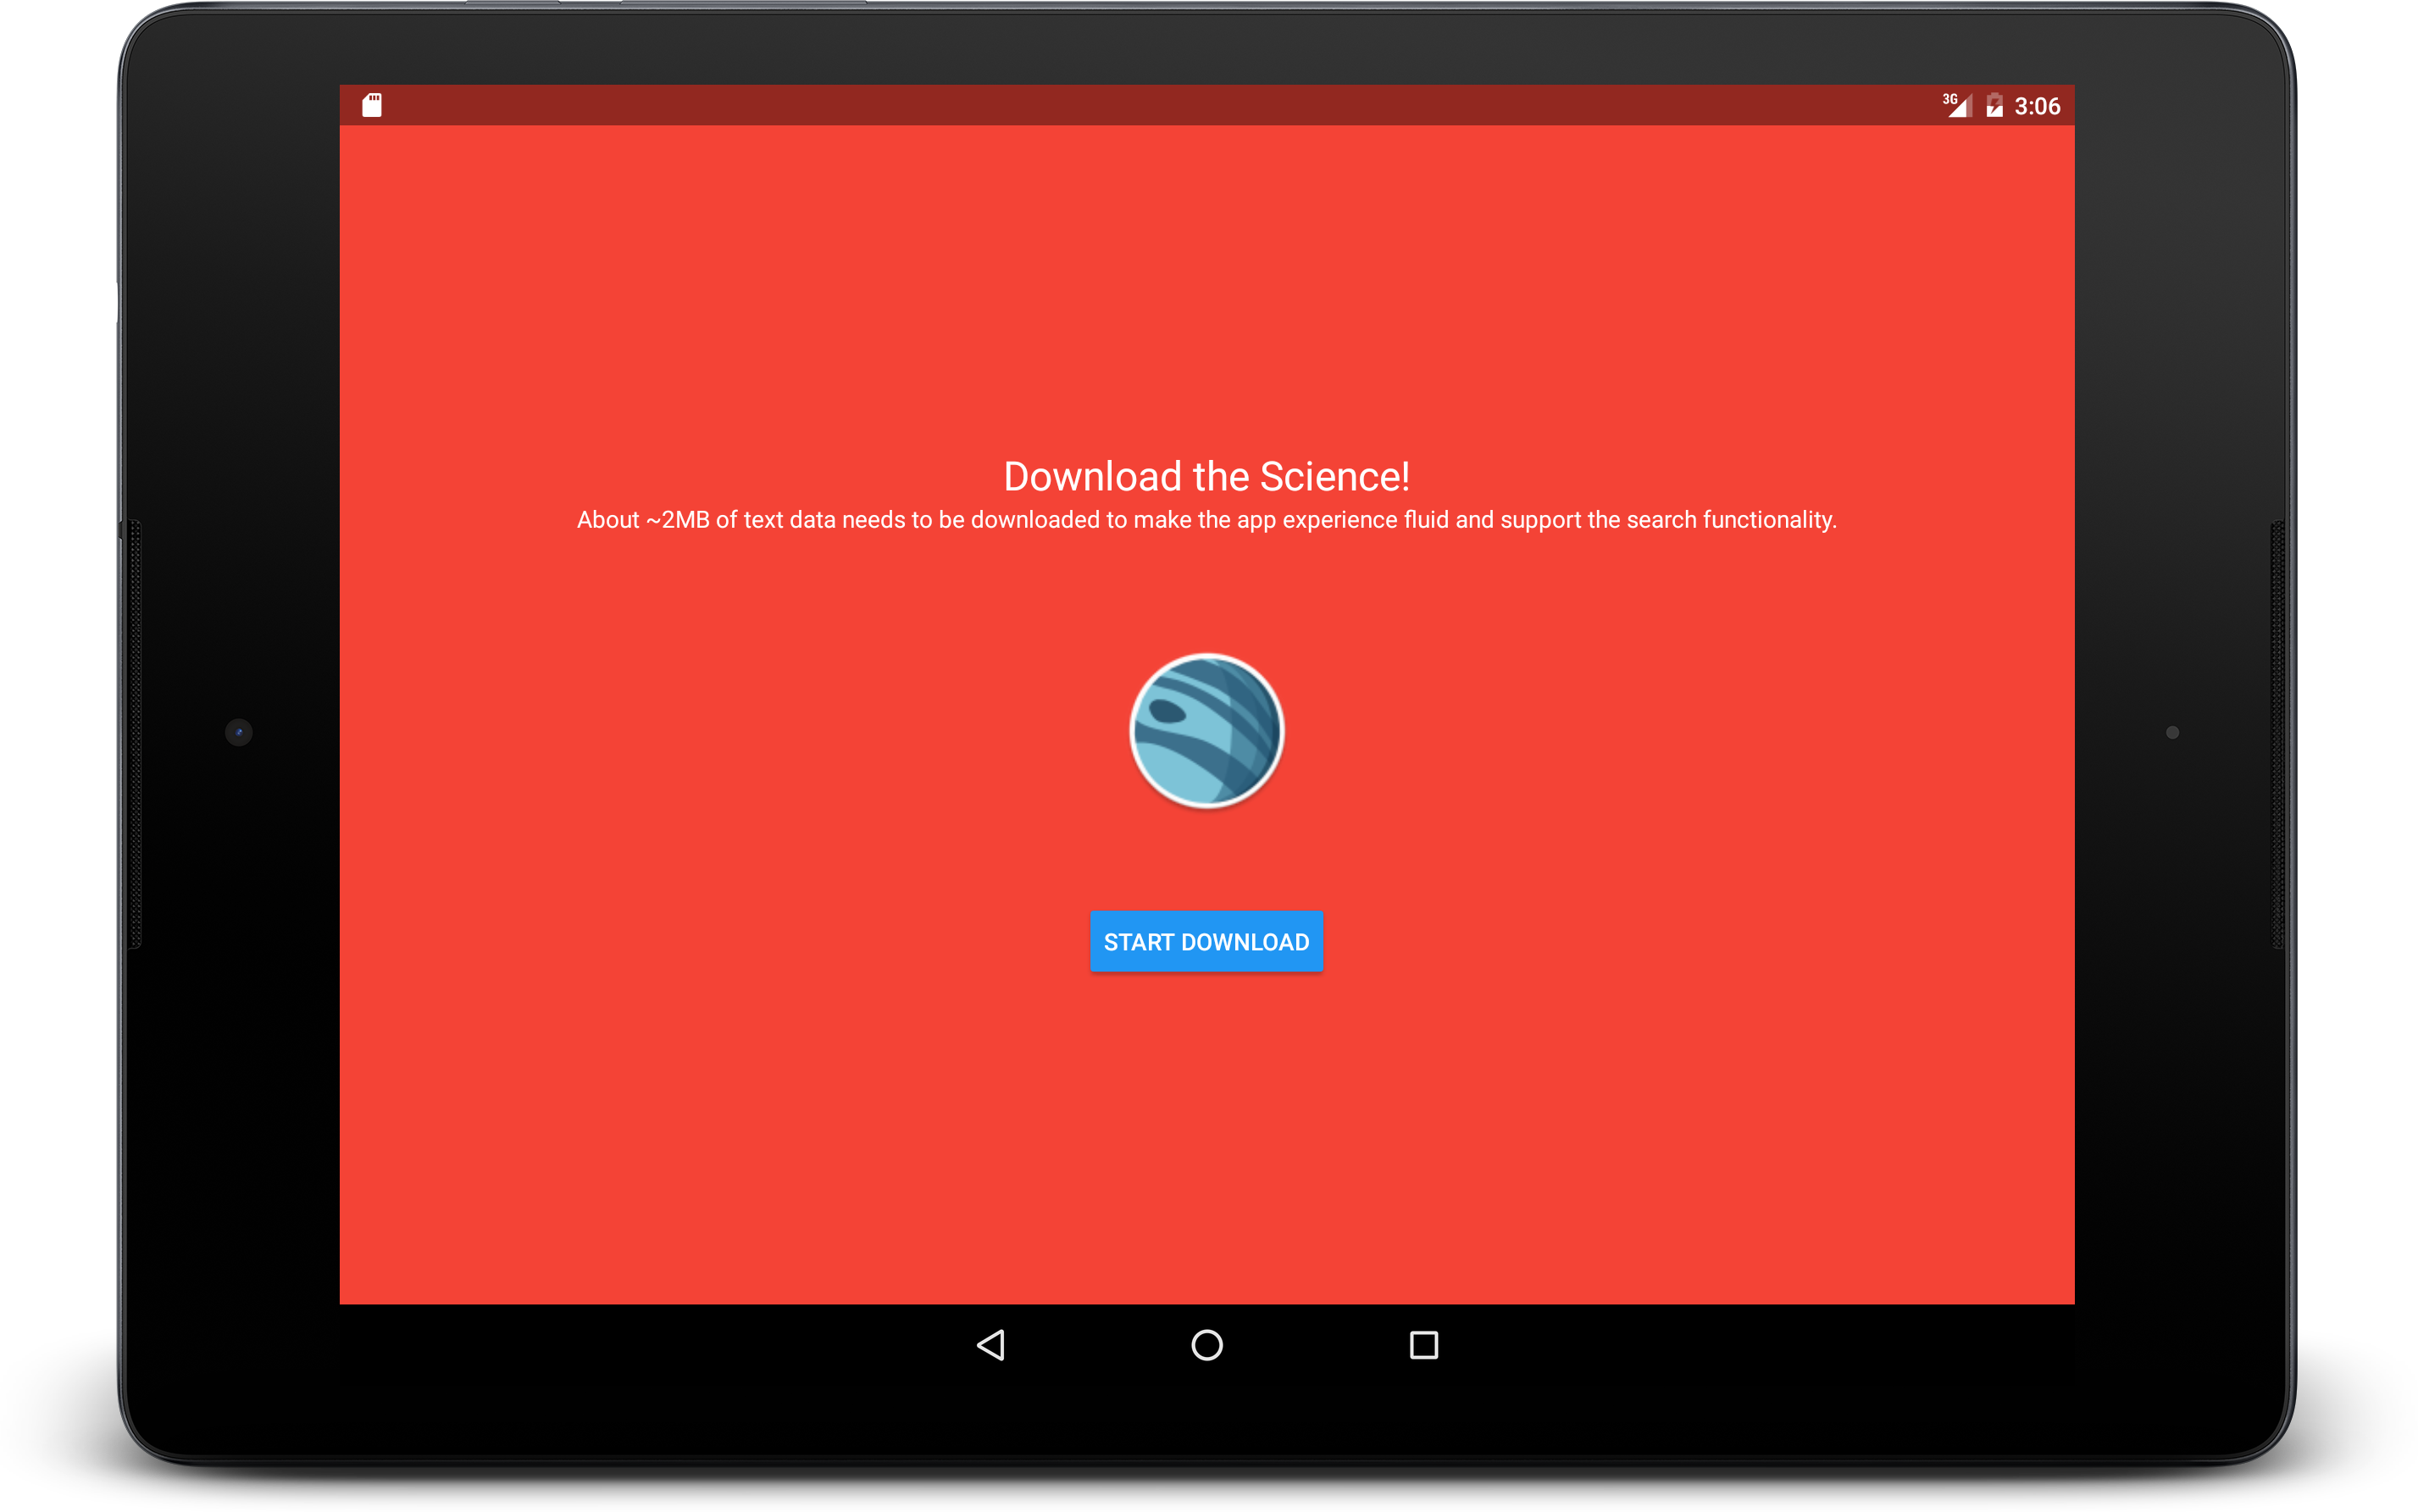 3G 3:06
Download the Science!
About ~2MB of text data needs to be downloaded to make the app experience fluid and support the search functionality.
START DOWNLOAD